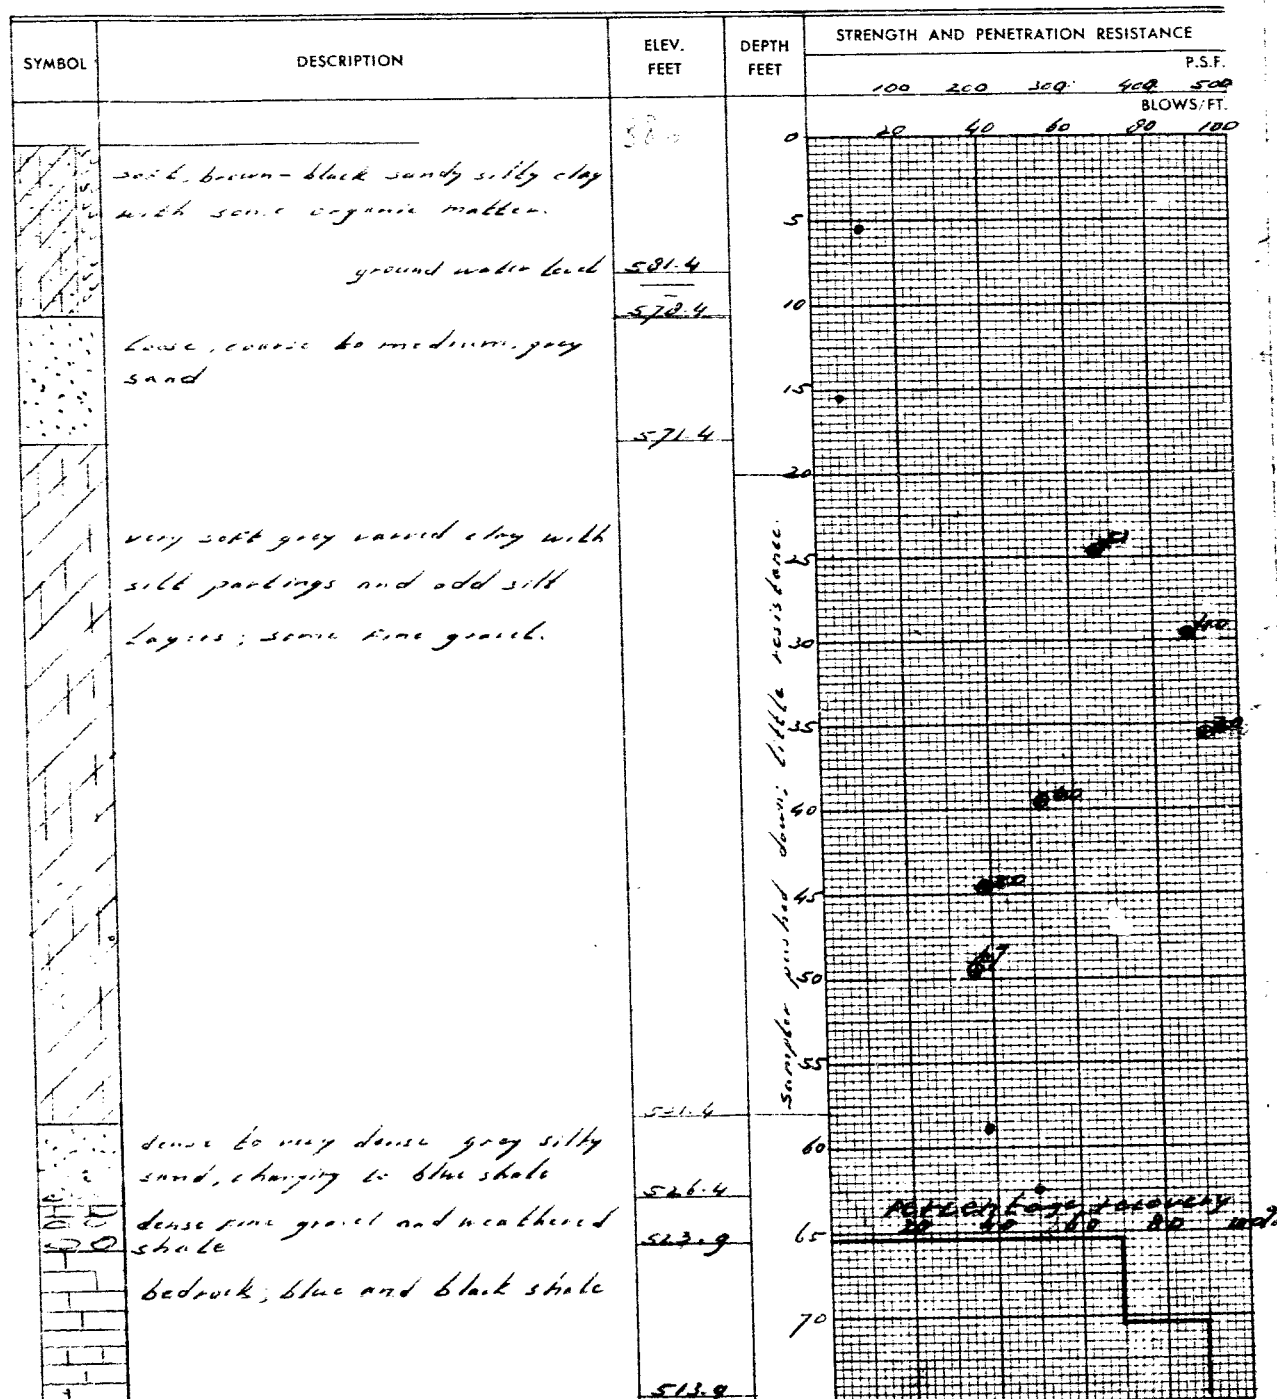 SYMBOL DESCRIPTION ELEV. FEET DEPTH FEET STRENGTH AND PENETRATION RESISTANCE
P.S.F.
100 200 300 400 500
BLOWS/FT.
0 20 40 60 80 100
soft, brown-black sandy silty clay
with some organic matter.
5
ground water level 581.4
10
578.4
loose, coarse to medium, grey
sand
15
571.4
20
very soft grey varved clay with
25
silt partings and odd silt
layers; some fine gravel.
30
35
40
45
50
55
Sampler pushed down; little resistance.
60
dense to very dense grey silty
sand, changing to blue shale
526.4
Percentage recovery
20 40 60 80 100%
dense fine gravel and weathered
shale
523.9
65
bedrock; blue and black shale
70
513.9